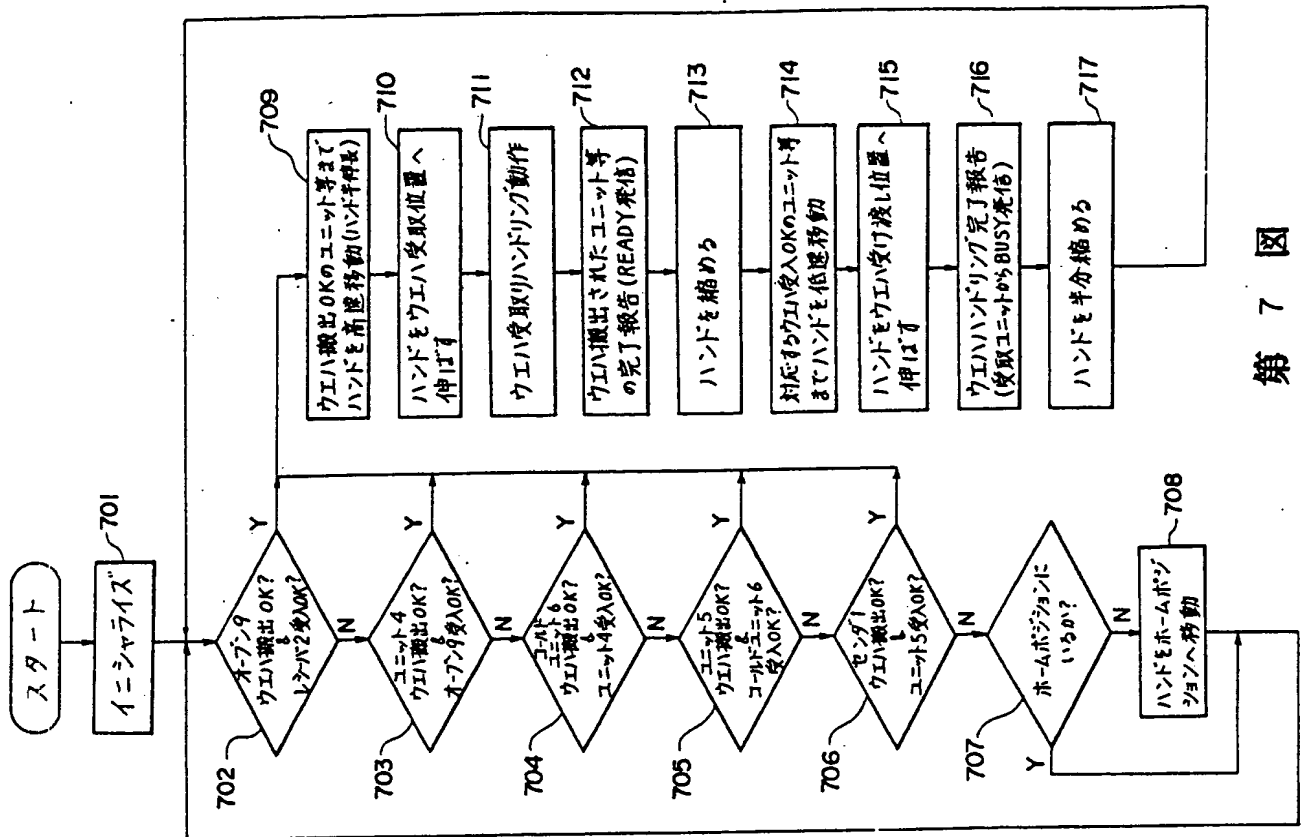 スタート
701
イニシャライズ
702
オーブン9
ウエハ搬出OK?
&
レシーバ2受入OK?
Y
N
703
ユニット4
ウエハ搬出OK?
&
オーブン9受入OK?
Y
N
704
コールド
ユニット6
ウエハ搬出OK?
&
ユニット4受入OK?
Y
N
705
ユニット5
ウエハ搬出OK?
&
コールドユニット6
受入OK?
Y
N
706
センダ1
ウエハ搬出OK?
&
ユニット5受入OK?
Y
N
707
ホームポジションに
いるか?
Y
N
708
ハンドをホームポジ
ションへ移動
709
ウエハ搬出OKのユニット等まで
ハンドを高速移動(ハンド半伸長)
710
ハンドをウエハ受取位置へ
伸ばす
711
ウエハ受取りハンドリング動作
712
ウエハ搬出されたユニット等
の完了報告(READY発信)
713
ハンドを縮める
714
対応するウエハ受入OKのユニット等
までハンドを低速移動
715
ハンドをウエハ受け渡し位置へ
伸ばす
716
ウエハハンドリング完了報告
(受取ユニットからBUSY発信)
717
ハンドを半分縮める
第 7 図